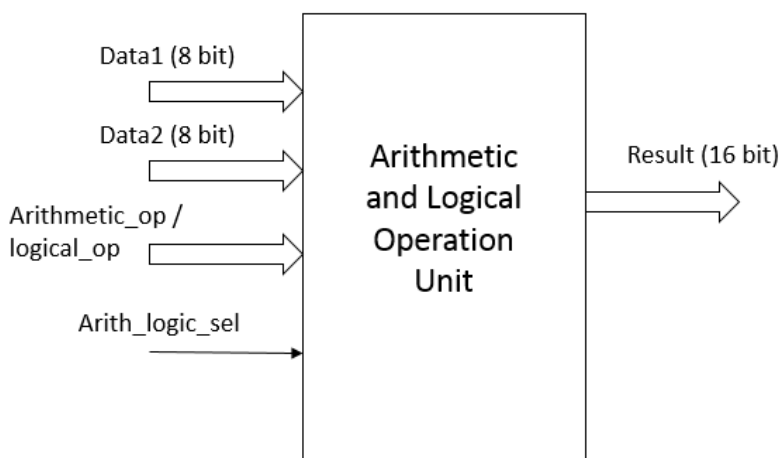 Data1 (8 bit)
Data2 (8 bit)
Arithmetic_op /
logical_op
Arith_logic_sel
Arithmetic
and Logical
Operation
Unit
Result (16 bit)